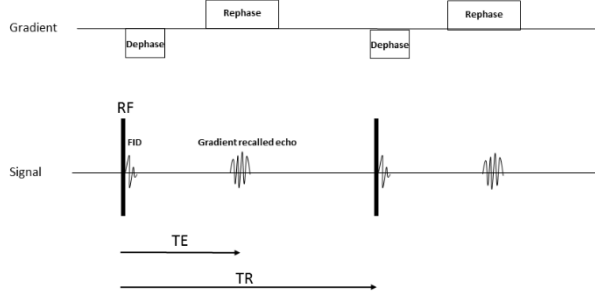 Gradient
Rephase
Rephase
Dephase
Dephase
RF
FID
Gradient recalled echo
Signal
TE
TR